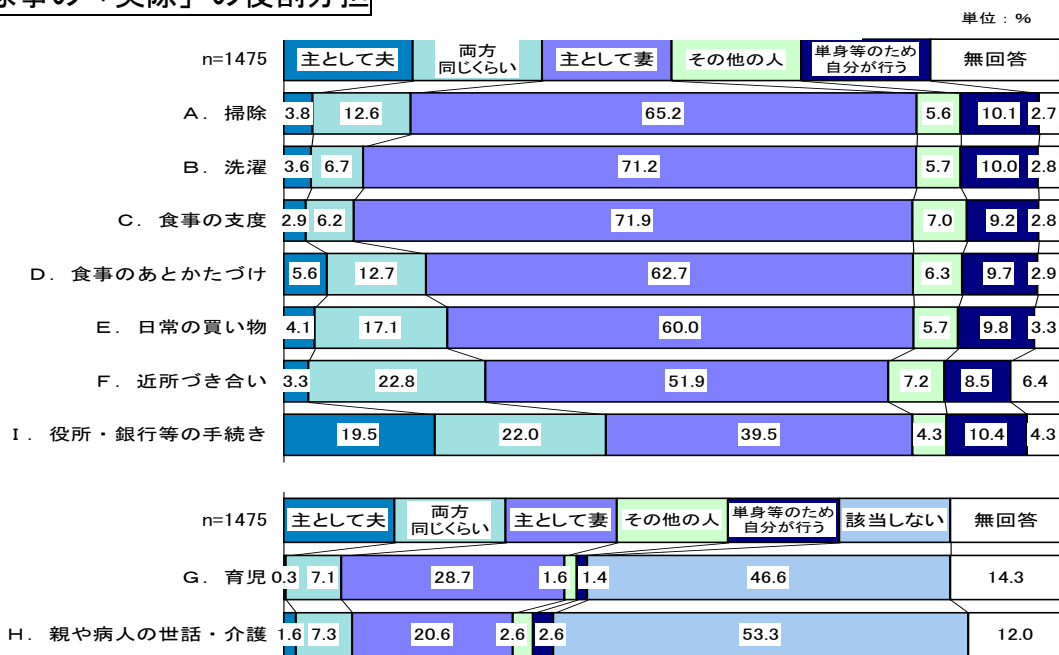 家事の「実際」の役割分担
単位：%
n=1475 主として夫 両方同じくらい 主として妻 その他の人 単身等のため自分が行う 無回答
A．掃除 3.8 12.6 65.2 5.6 10.1 2.7
B．洗濯 3.6 6.7 71.2 5.7 10.0 2.8
C．食事の支度 2.9 6.2 71.9 7.0 9.2 2.8
D．食事のあとかたづけ 5.6 12.7 62.7 6.3 9.7 2.9
E．日常の買い物 4.1 17.1 60.0 5.7 9.8 3.3
F．近所づき合い 3.3 22.8 51.9 7.2 8.5 6.4
I．役所・銀行等の手続き 19.5 22.0 39.5 4.3 10.4 4.3
n=1475 主として夫 両方同じくらい 主として妻 その他の人 単身等のため自分が行う 該当しない 無回答
G．育児 0.3 7.1 28.7 1.6 1.4 46.6 14.3
H．親や病人の世話・介護 1.6 7.3 20.6 2.6 2.6 53.3 12.0